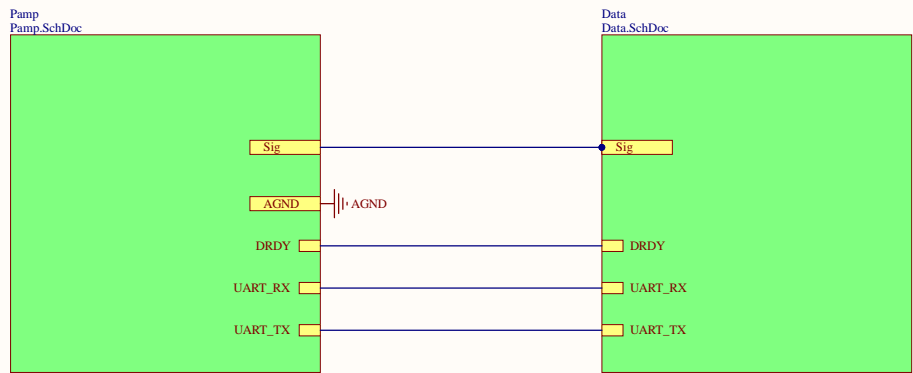 Pamp
Pamp.SchDoc
Data
Data.SchDoc
Sig
Sig
AGND
AGND
DRDY
DRDY
UART_RX
UART_RX
UART_TX
UART_TX